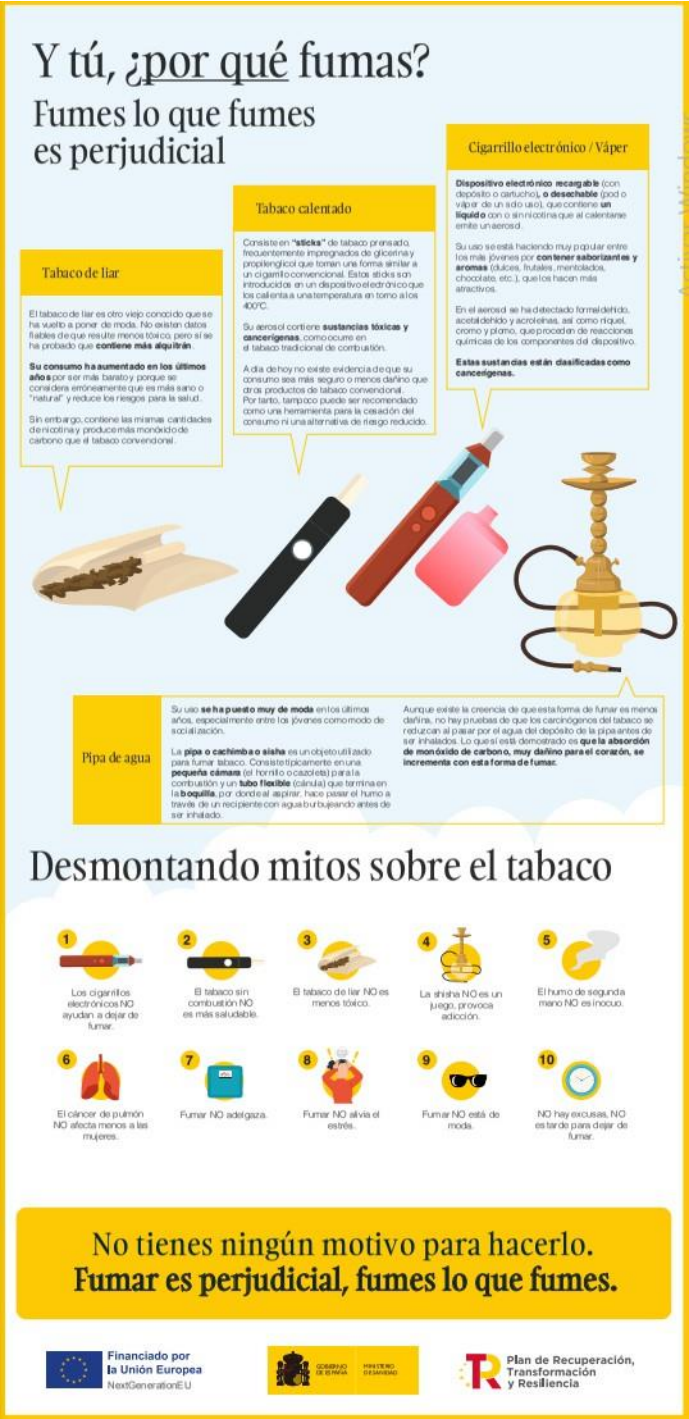 Y tú, ¿por qué fumas?
Fumes lo que fumes
es perjudicial
Tabaco de liar
El tabaco de liar es otro viejo conocido que se
ha vuelto a poner de moda. No existen datos
fiables de que resulte menos tóxico, pero sí se
ha probado que contiene más alquitrán.
Su consumo ha aumentado en los últimos
años por ser más barato y porque se
considera erróneamente que es más sano o
"natural" y reduce los riesgos para la salud.
Sin embargo, contiene las mismas cantidades
de nicotina y produce más monóxido de
carbono que el tabaco convencional.
Tabaco calentado
Consiste en "sticks" de tabaco prensado,
frecuentemente impregnados de glicerina y
propilenglicol que toman una forma similar a
un cigarrillo convencional. Estos sticks son
introducidos en un dispositivo electrónico que
los calienta a una temperatura en torno a los
400ºC.
Su aerosol contiene sustancias tóxicas y
cancerígenas, como ocurre en
el tabaco tradicional de combustión.
A día de hoy no existe evidencia de que su
consumo sea más seguro o menos dañino que
otros productos de tabaco convencional.
Por tanto, tampoco puede ser recomendado
como una herramienta para la cesación del
consumo ni una alternativa de riesgo reducido.
Cigarrillo electrónico / Váper
Dispositivo electrónico recargable (con
depósito o cartucho), o desechable (pod o
váper de un solo uso), que contiene un
líquido con o sin nicotina que al calentarse
emite un aerosol.
Su uso se está haciendo muy popular entre
los más jóvenes por contener saborizantes y
aromas (dulces, frutales, mentolados,
chocolate, etc.), que los hacen más
atractivos.
En el aerosol se ha detectado formaldehído,
acetaldehído y acroleínas, así como níquel,
cromo y plomo, que proceden de reacciones
químicas de los componentes del dispositivo.
Estas sustancias están clasificadas como
cancerígenas.
Pipa de agua
Su uso se ha puesto muy de moda en los últimos
años, especialmente entre los jóvenes como modo de
socialización.
La pipa o cachimba o sisha es un objeto utilizado
para fumar tabaco. Consiste típicamente en una
pequeña cámara (el hornillo o cazoleta) para la
combustión y un tubo flexible (cánula) que termina en
la boquilla, por donde al aspirar, hace pasar el humo a
través de un recipiente con agua burbujeando antes de
ser inhalado.
Aunque existe la creencia de que esta forma de fumar es menos
dañina, no hay pruebas de que los carcinógenos del tabaco se
reduzcan al pasar por el agua del depósito de la pipa antes de
ser inhalados. Lo que sí está demostrado es que la absorción
de monóxido de carbono, muy dañino para el corazón, se
incrementa con esta forma de fumar.
Desmontando mitos sobre el tabaco
1
Los cigarrillos
electrónicos NO
ayudan a dejar de
fumar.
2
El tabaco sin
combustión NO
es más saludable.
3
El tabaco de liar NO es
menos tóxico.
4
La shisha NO es un
juego, provoca
adicción.
5
El humo de segunda
mano NO es inocuo.
6
El cáncer de pulmón
NO afecta menos a las
mujeres.
7
Fumar NO adelgaza.
8
Fumar NO alivia el
estrés.
9
Fumar NO está de
moda.
10
NO hay excusas, NO
es tarde para dejar de
fumar.
No tienes ningún motivo para hacerlo.
Fumar es perjudicial, fumes lo que fumes.
Financiado por
la Unión Europea
NextGenerationEU
GOBIERNO
DE ESPAÑA
MINISTERIO
DE SANIDAD
Plan de Recuperación,
Transformación
y Resiliencia